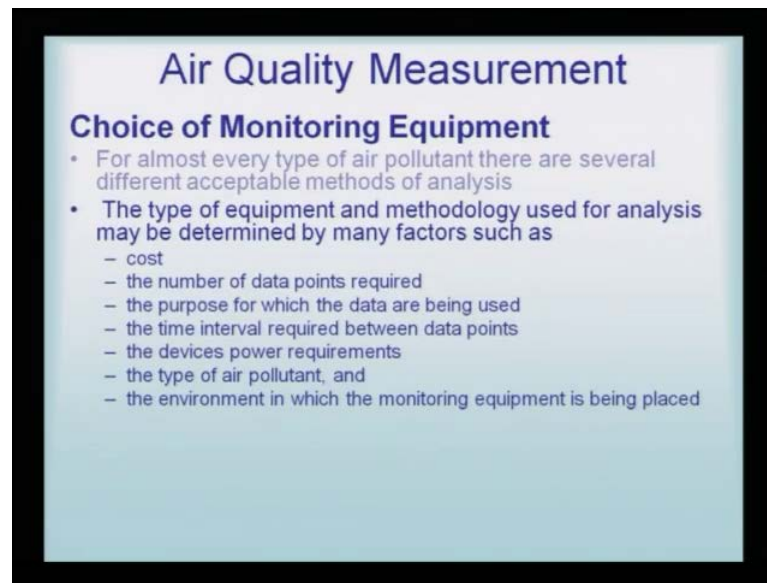 Air Quality Measurement
Choice of Monitoring Equipment
• For almost every type of air pollutant there are several
different acceptable methods of analysis
• The type of equipment and methodology used for analysis
may be determined by many factors such as
– cost
– the number of data points required
– the purpose for which the data are being used
– the time interval required between data points
– the devices power requirements
– the type of air pollutant, and
– the environment in which the monitoring equipment is being placed